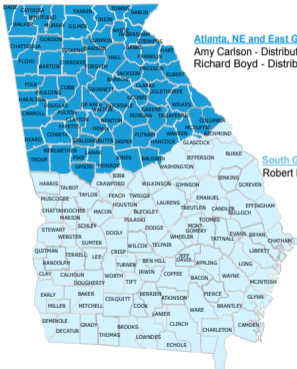 DADE CATOOSA FANNIN TOWNS RABUN
WHITFIELD MURRAY GILMER UNION
WALKER LUMPKIN WHITE HABERSHAM STEPHENS
CHATTOOGA GORDON PICKENS DAWSON HALL BANKS FRANKLIN HART
FLOYD BARTOW CHEROKEE FORSYTH JACKSON MADISON ELBERT
POLK PAULDING COBB GWINNETT BARROW CLARKE OGLETHORPE WILKES
HARALSON DOUGLAS DE KALB WALTON
CARROLL FULTON ROCKDALE NEWTON MORGAN GREENE TALIAFERRO
COLUMBIA
HEARD COWETA FAYETTE CLAYTON HENRY
SPALDING BUTTS JASPER PUTNAM HANCOCK WARREN MCDUFFIE RICHMOND
TROUP MERIWETHER PIKE LAMAR MONROE JONES BALDWIN GLASCOCK
UPSON
Atlanta, NE and East G
Amy Carlson - Distribut
Richard Boyd - Distrib
WASHINGTON JEFFERSON BURKE
HARRIS TALBOT CRAWFORD BIBB WILKINSON JOHNSON JENKINS SCREVEN
South G
Robert
MUSCOGEE TAYLOR PEACH TWIGGS LAURENS EMANUEL
CHATTAHOOCHEE MARION MACON HOUSTON BLECKLEY TREUTLEN CANDLER BULLOCH EFFINGHAM
STEWART SCHLEY DOOLY PULASKI DODGE WHEELER MONTGOMERY TOOMBS EVANS BRYAN
WEBSTER SUMTER WILCOX TELFAIR TATTNALL CHATHAM
QUITMAN RANDOLPH TERRELL LEE CRISP BEN HILL JEFF DAVIS APPLING LONG LIBERTY
CLAY CALHOUN DOUGHERTY WORTH TURNER IRWIN COFFEE BACON WAYNE MCINTOSH
EARLY BAKER TIFT PIERCE
MILLER MITCHELL COLQUITT BERRIEN ATKINSON WARE BRANTLEY GLYNN
SEMINOLE COOK LANIER
DECATUR GRADY THOMAS BROOKS LOWNDES CLINCH CHARLTON CAMDEN
ECHOLS